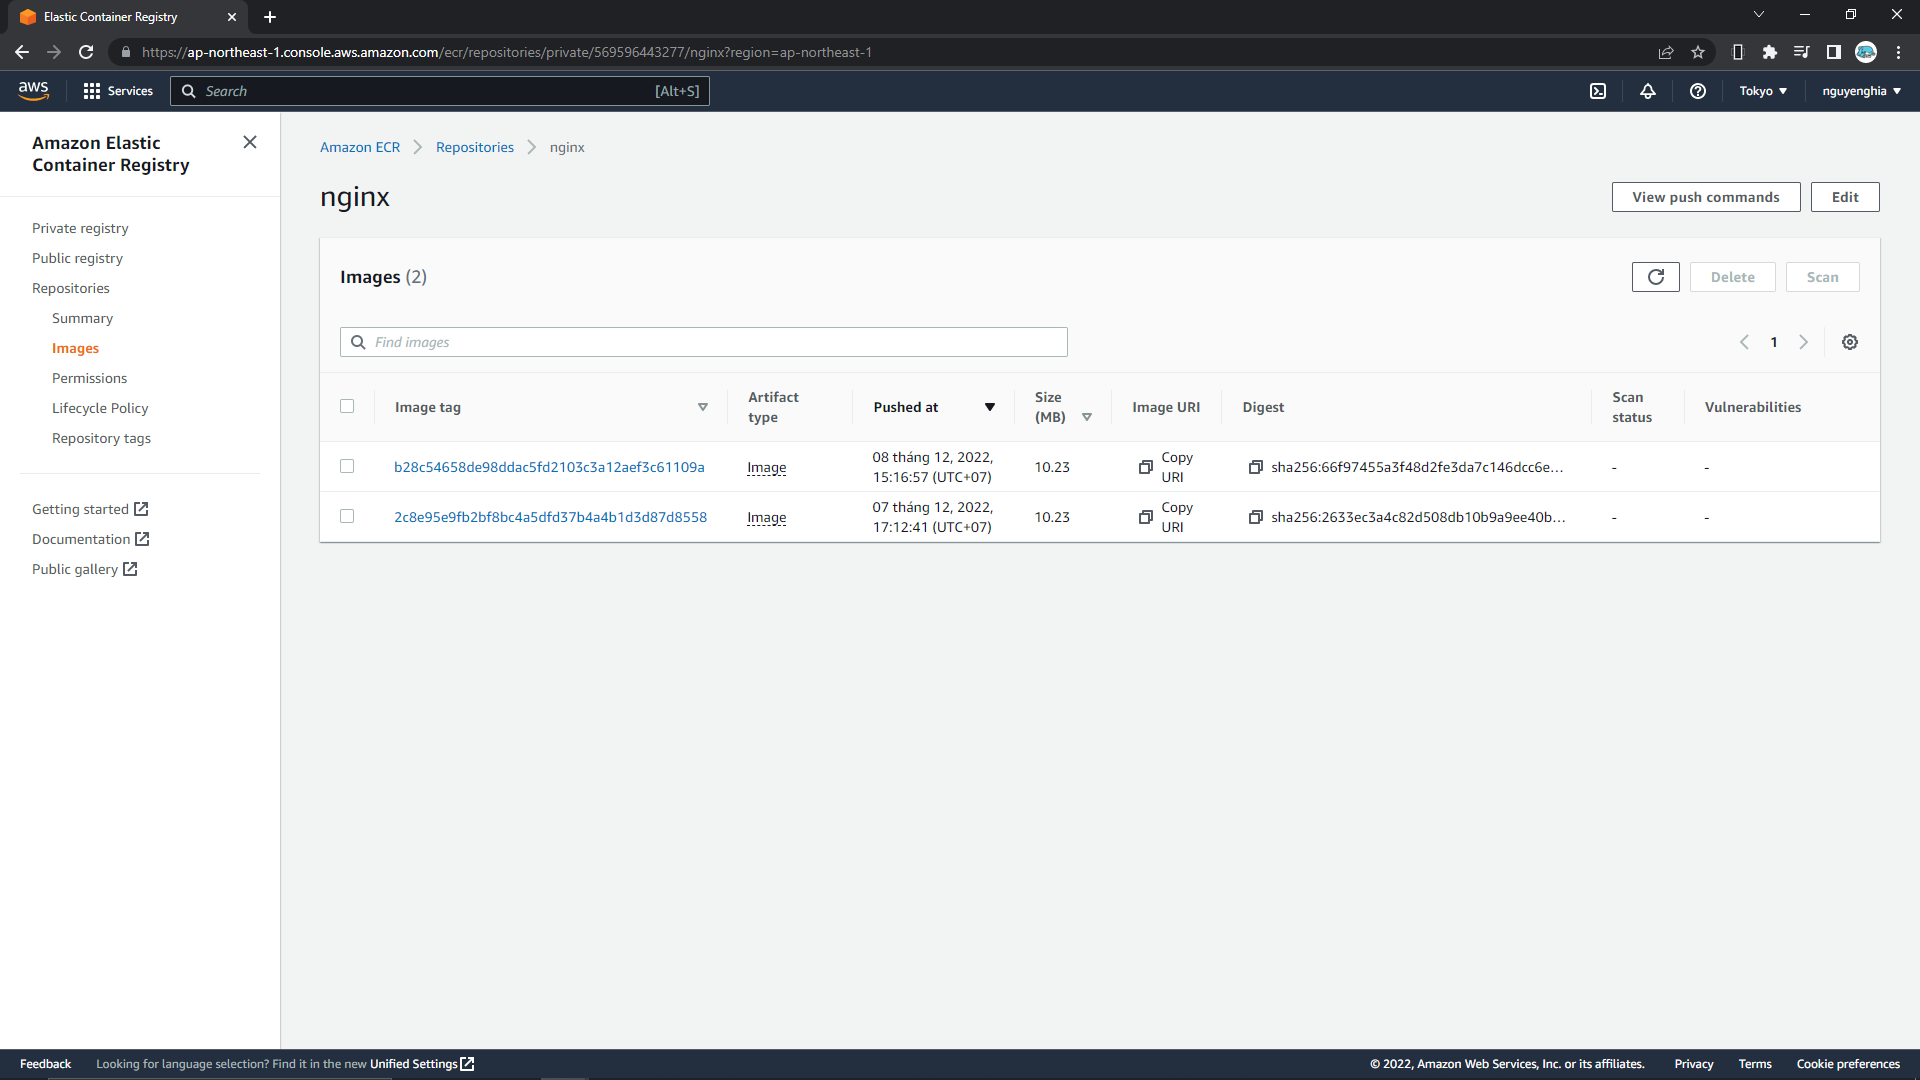 Elastic Container Registry
https://ap-northeast-1.console.aws.amazon.com/ecr/repositories/private/569596443277/nginx?region=ap-northeast-1
aws
Services
Search
[Alt+S]
Tokyo
nguyenghia
Amazon Elastic
Container Registry
Private registry
Public registry
Repositories
Summary
Images
Permissions
Lifecycle Policy
Repository tags
Getting started
Documentation
Public gallery
Amazon ECR
Repositories
nginx
nginx
View push commands
Edit
Images (2)
Delete
Scan
Find images
1
Image tag
Artifact
type
Pushed at
Size
(MB)
Image URI
Digest
Scan
status
Vulnerabilities
b28c54658de98ddac5fd2103c3a12aef3c61109a
Image
08 tháng 12, 2022,
15:16:57 (UTC+07)
10.23
Copy
URI
sha256:66f97455a3f48d2fe3da7c146dcc6e...
-
-
2c8e95e9fb2bf8bc4a5dfd37b4a4b1d3d87d8558
Image
07 tháng 12, 2022,
17:12:41 (UTC+07)
10.23
Copy
URI
sha256:2633ec3a4c82d508db10b9a9ee40b...
-
-
Feedback
Looking for language selection? Find it in the new Unified Settings
© 2022, Amazon Web Services, Inc. or its affiliates.
Privacy
Terms
Cookie preferences